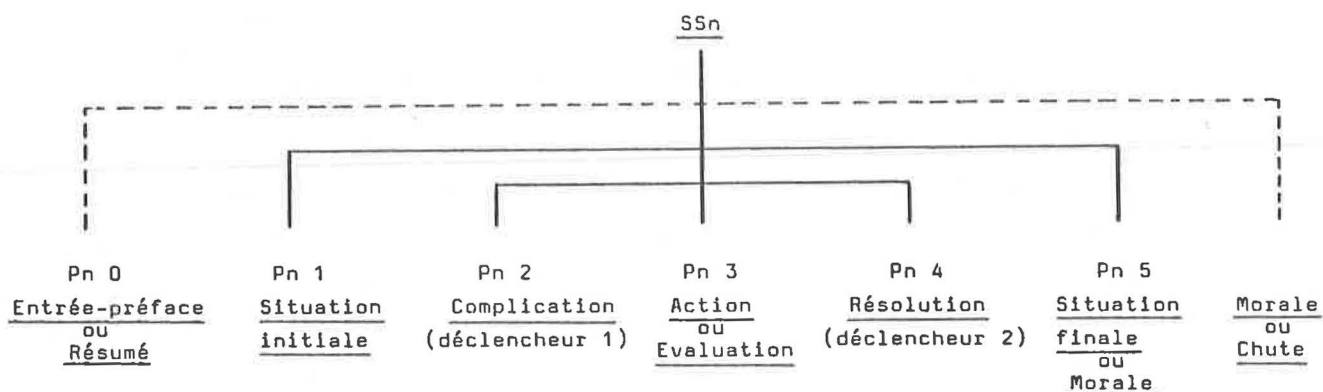 SSn
Pn 0 Pn 1 Pn 2 Pn 3 Pn 4 Pn 5
Entrée-préface Situation Complication Action Résolution Situation Morale
ou initiale (déclencheur 1) ou (déclencheur 2) finale ou
Résumé Evaluation ou Chute
Morale